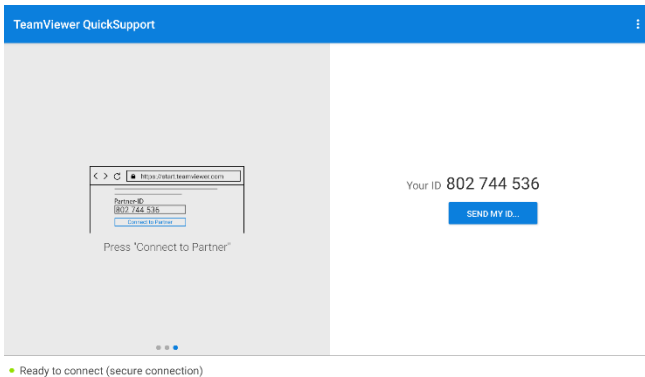 TeamViewer QuickSupport
https://start.teamviewer.com
Partner-ID
802 744 536
Connect to Partner
Press "Connect to Partner"
Your ID 802 744 536
SEND MY ID...
Ready to connect (secure connection)